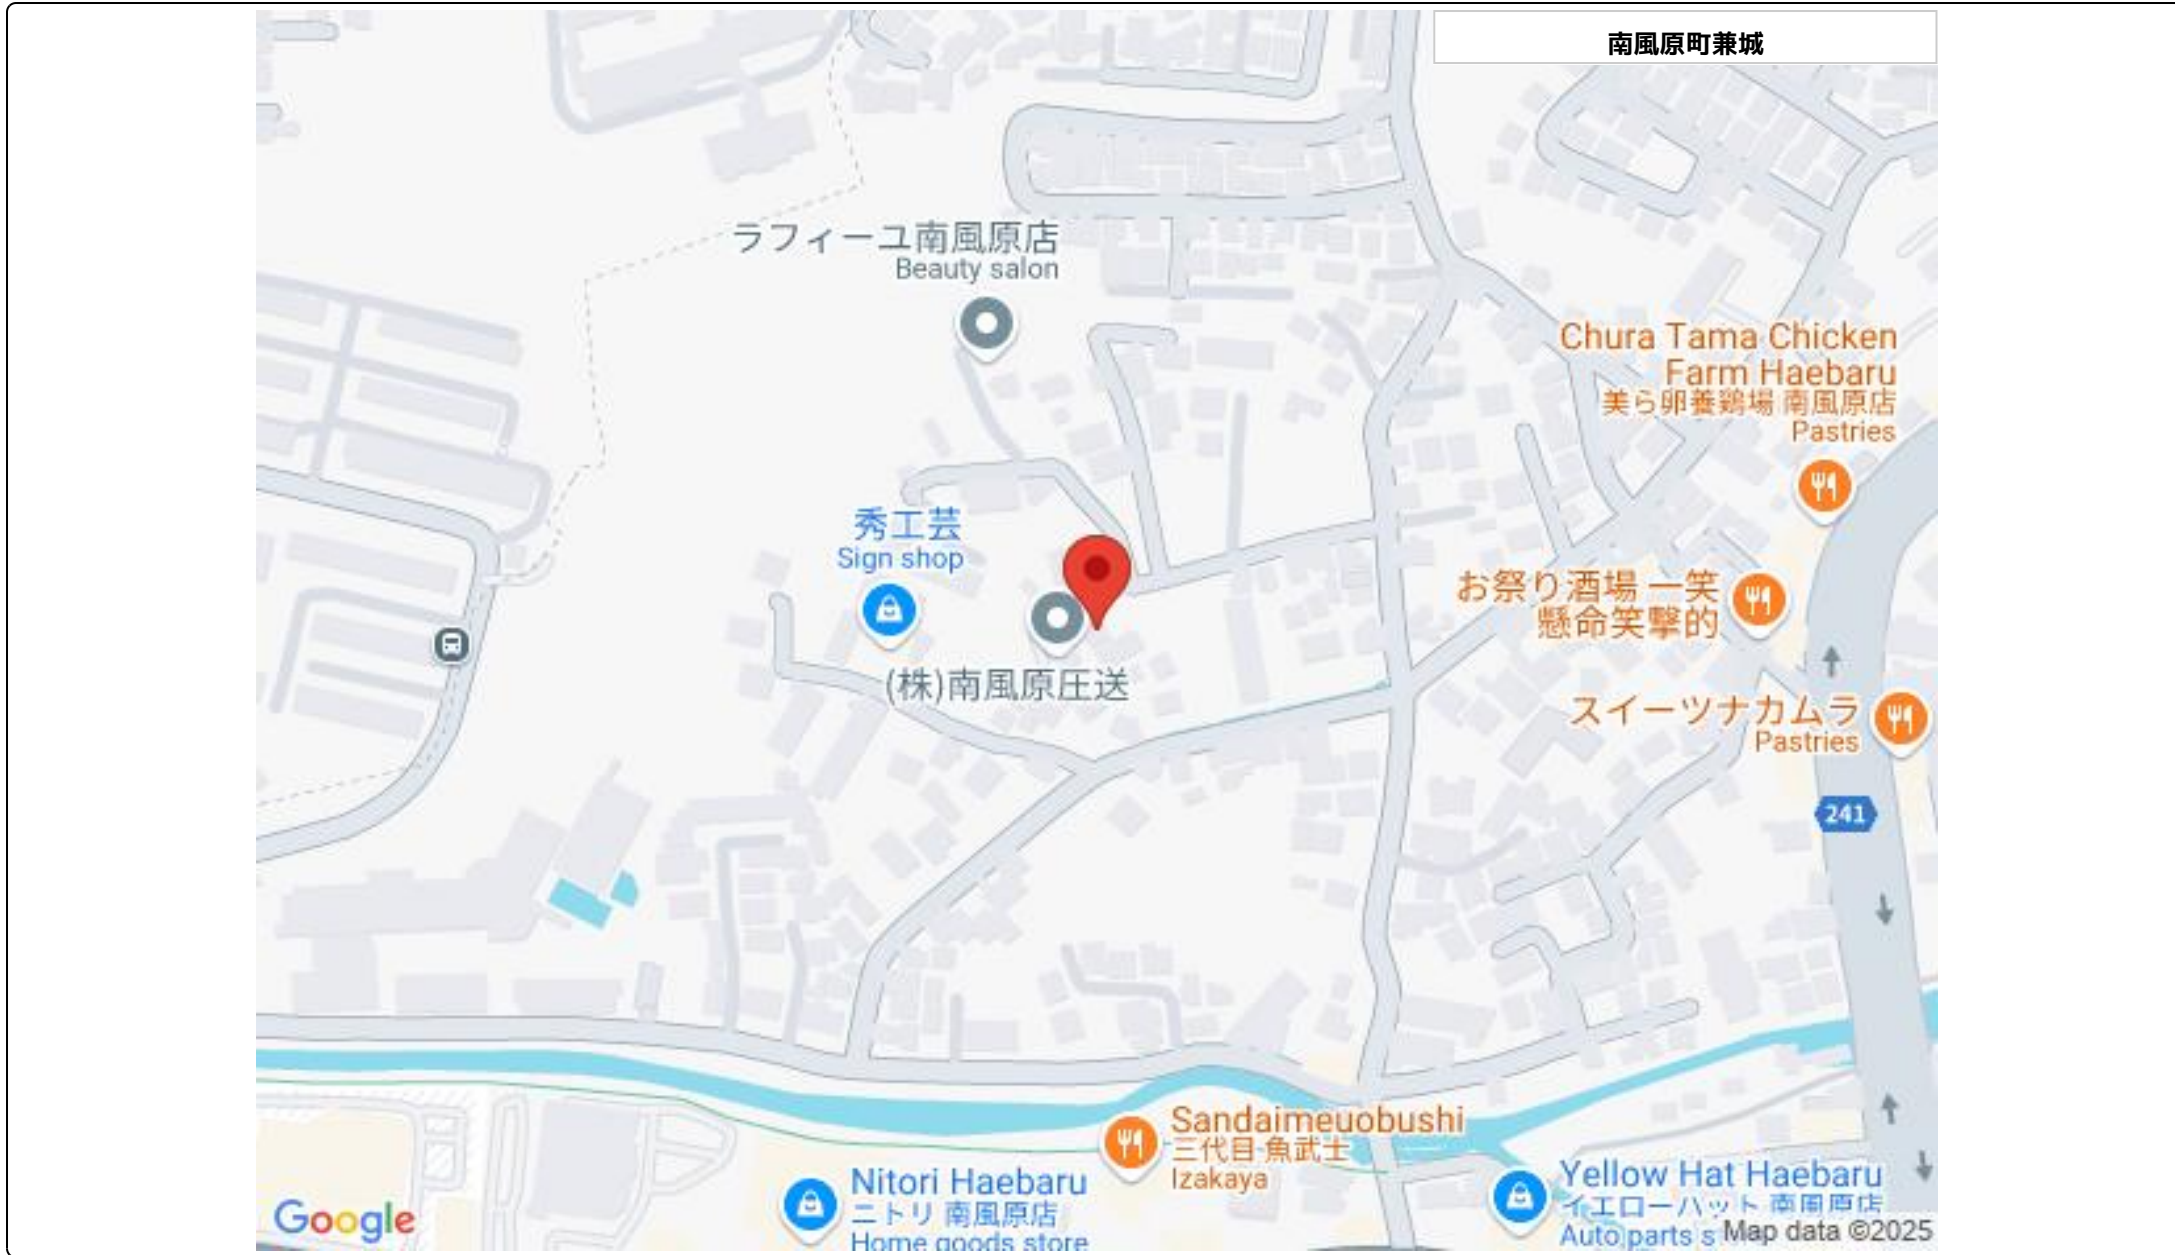 南風原町兼城
ラフィーユ南風原店
Beauty salon
Chura Tama Chicken
Farm Haebaru
美ら卵養鶏場 南風原店
Pastries
秀工芸
Sign shop
お祭り酒場 一笑
懸命笑撃的
(株)南風原圧送
スイーツナカムラ
Pastries
241
Sandaimeuobushi
三代目 魚武士
Izakaya
Nitori Haebaru
ニトリ 南風原店
Home goods store
Yellow Hat Haebaru
イエローハット 南風原店
Auto parts s
Google
Map data ©2025